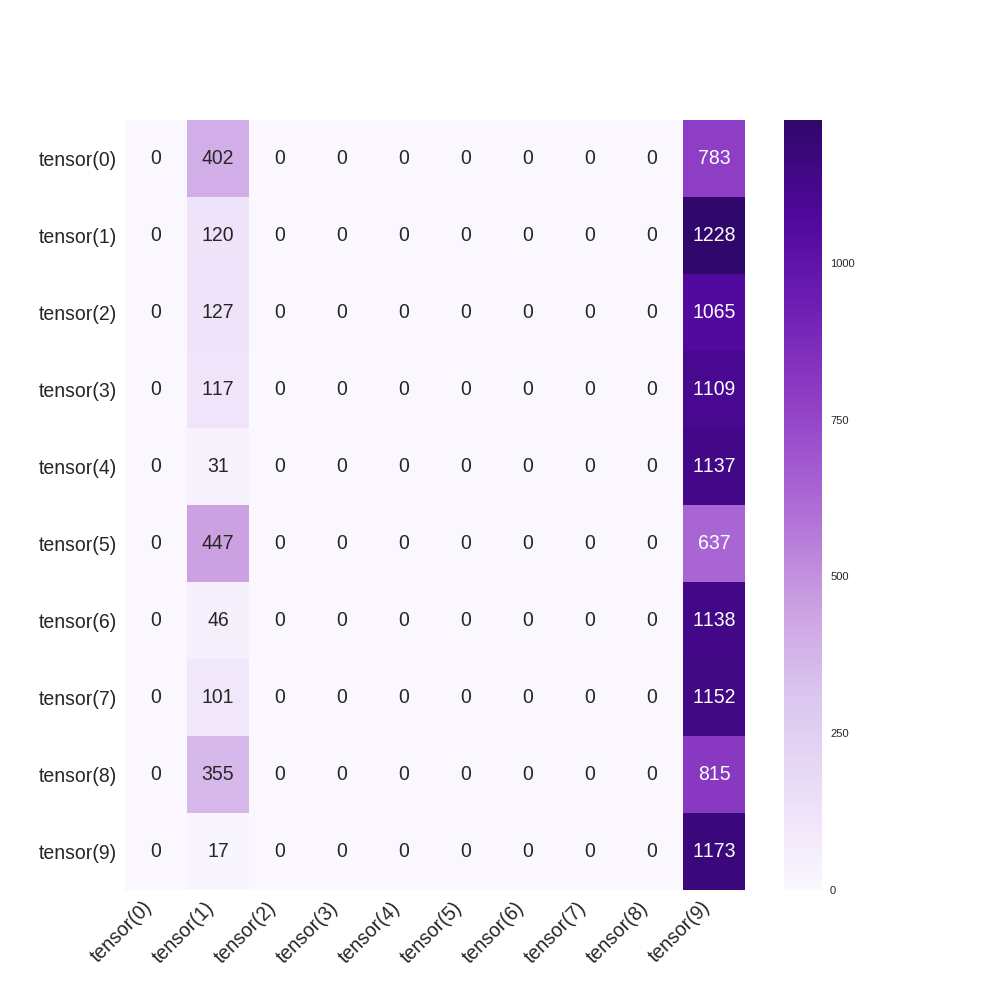 tensor(0) 0 402 0 0 0 0 0 0 0 783
tensor(1) 0 120 0 0 0 0 0 0 0 1228
tensor(2) 0 127 0 0 0 0 0 0 0 1065
tensor(3) 0 117 0 0 0 0 0 0 0 1109
tensor(4) 0 31 0 0 0 0 0 0 0 1137
tensor(5) 0 447 0 0 0 0 0 0 0 637
tensor(6) 0 46 0 0 0 0 0 0 0 1138
tensor(7) 0 101 0 0 0 0 0 0 0 1152
tensor(8) 0 355 0 0 0 0 0 0 0 815
tensor(9) 0 17 0 0 0 0 0 0 0 1173
tensor(0) tensor(1) tensor(2) tensor(3) tensor(4) tensor(5) tensor(6) tensor(7) tensor(8) tensor(9)
1000
750
500
250
0